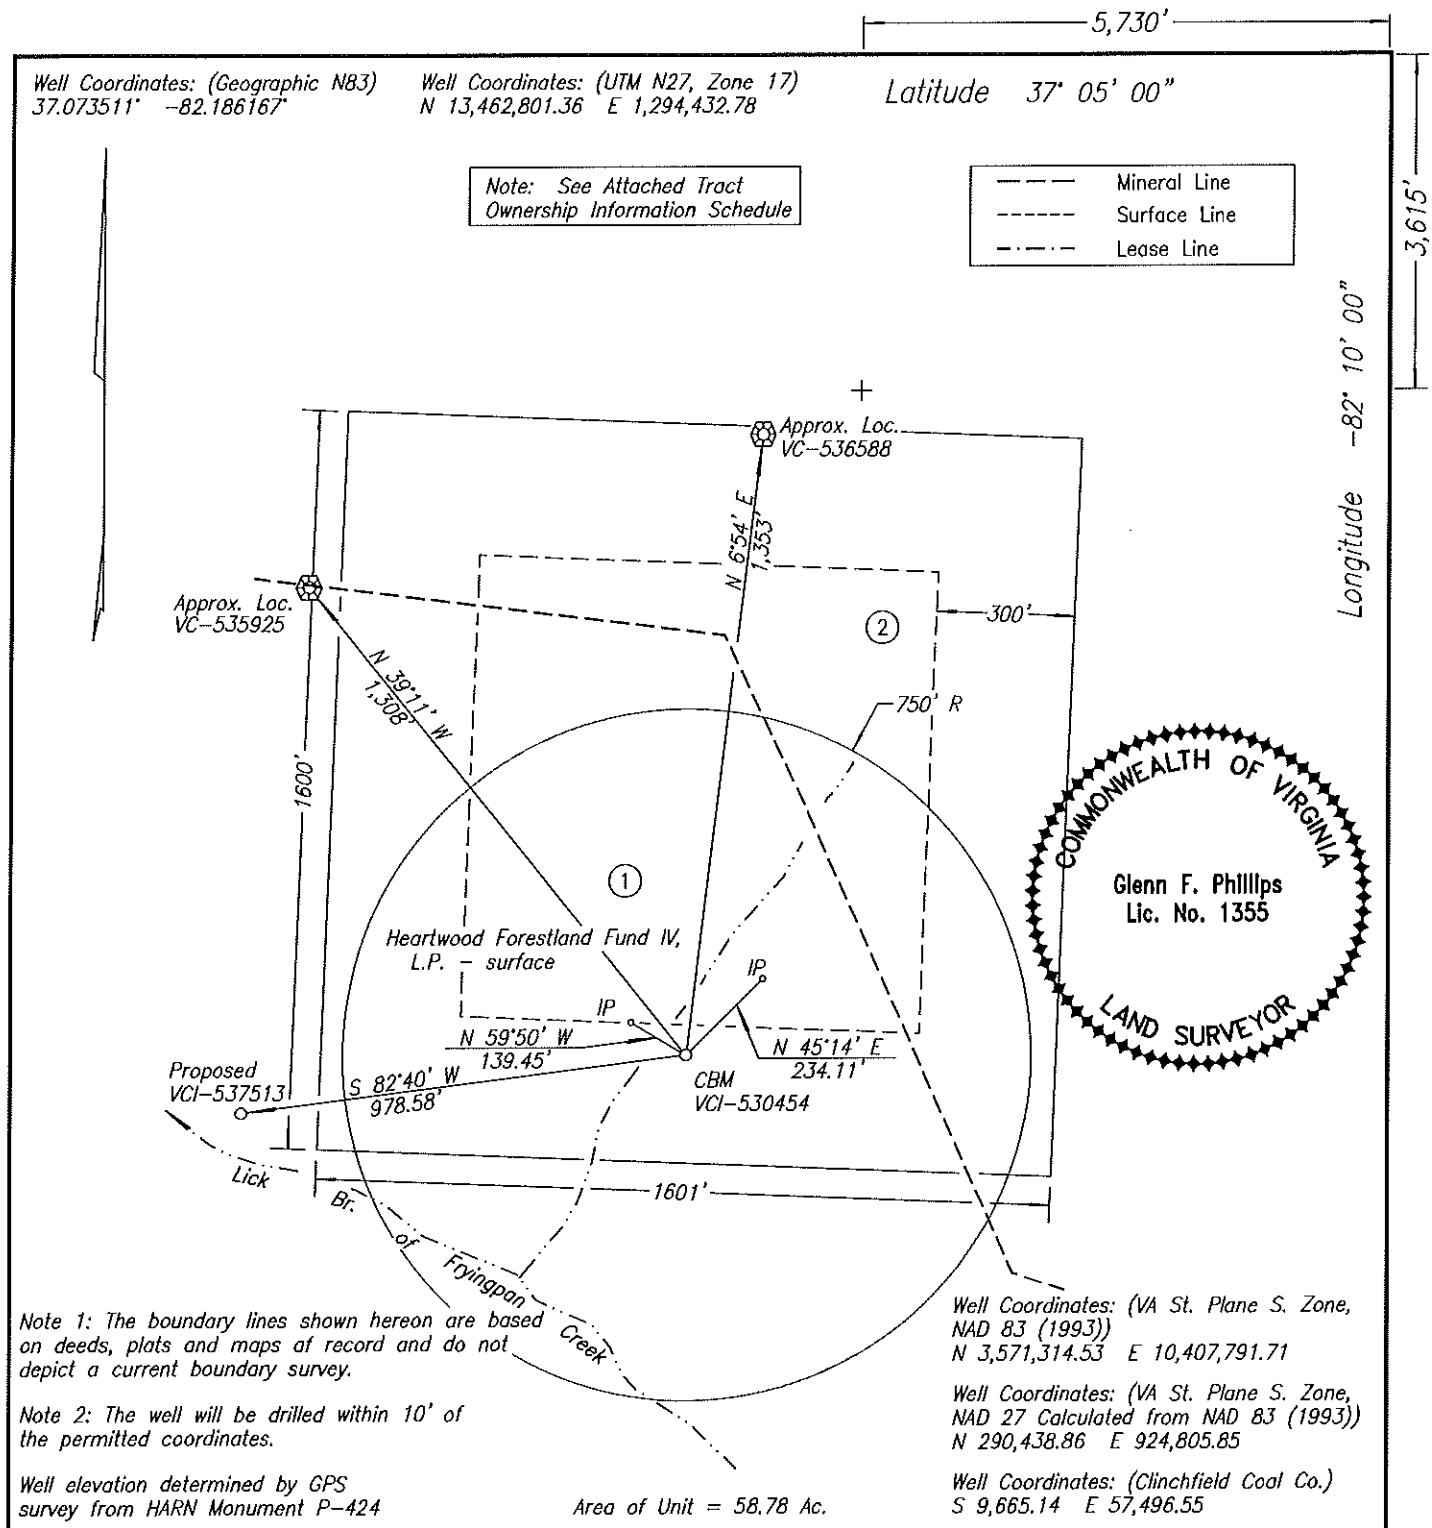 5,730'
Well Coordinates: (Geographic N83)
37.073511° -82.186167°
Well Coordinates: (UTM N27, Zone 17)
N 13,462,801.36 E 1,294,432.78
Latitude 37° 05' 00"
3,615'
Note: See Attached Tract
Ownership Information Schedule
Mineral Line
Surface Line
Lease Line
Longitude -82° 10' 00"
Approx. Loc.
VC-536588
N 6°54' E
1,353'
Approx. Loc.
VC-535925
300'
2
N 39°11' W
1,308'
750' R
1600'
COMMONWEALTH OF VIRGINIA
Glenn F. Phillips
Lic. No. 1355
LAND SURVEYOR
1
Heartwood Forestland Fund IV,
L.P. - surface
IP
IP
N 59°50' W
139.45'
N 45°14' E
234.11'
Proposed
VCI-537513
S 82°40' W
978.58'
CBM
VCI-530454
Lick Br. of Fryingpan Creek
1601'
Note 1: The boundary lines shown hereon are based
on deeds, plats and maps of record and do not
depict a current boundary survey.
Note 2: The well will be drilled within 10' of
the permitted coordinates.
Well elevation determined by GPS
survey from HARN Monument P-424
Area of Unit = 58.78 Ac.
Well Coordinates: (VA St. Plane S. Zone,
NAD 83 (1993))
N 3,571,314.53 E 10,407,791.71
Well Coordinates: (VA St. Plane S. Zone,
NAD 27 Calculated from NAD 83 (1993))
N 290,438.86 E 924,805.85
Well Coordinates: (Clinchfield Coal Co.)
S 9,665.14 E 57,496.55